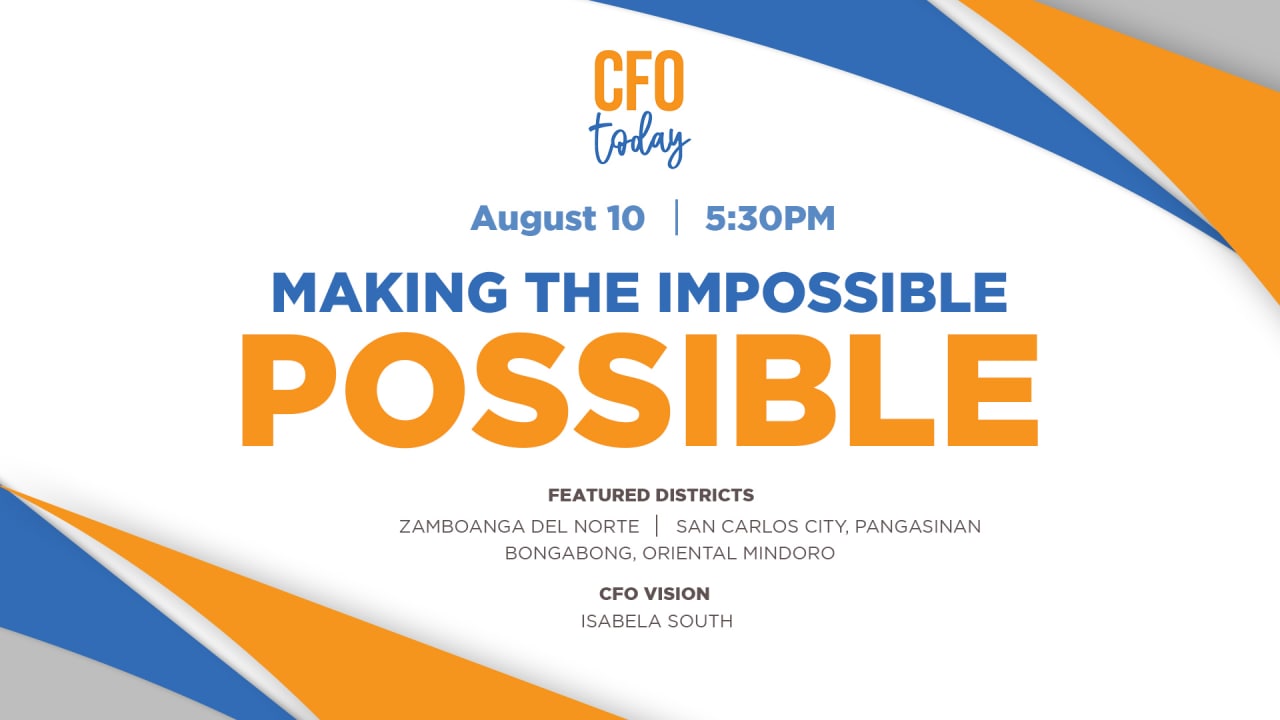 CFO
today
August 10 | 5:30PM
MAKING THE IMPOSSIBLE
POSSIBLE
FEATURED DISTRICTS
ZAMBOANGA DEL NORTE | SAN CARLOS CITY, PANGASINAN
BONGABONG, ORIENTAL MINDORO
CFO VISION
ISABELA SOUTH